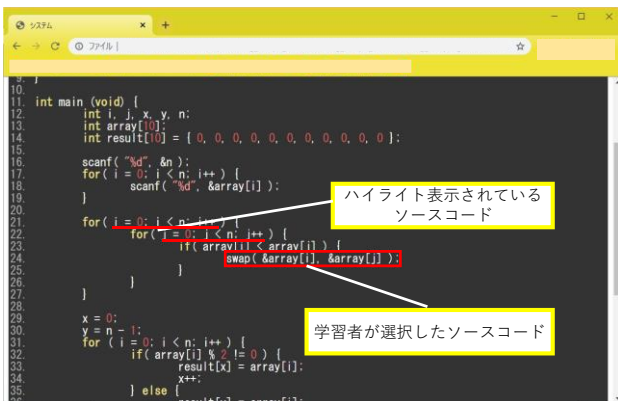 システム
ファイル |
9. }
10.
11. int main (void) {
12. int i, j, x, y, n;
13. int array[10];
14. int result[10] = { 0, 0, 0, 0, 0, 0, 0, 0, 0, 0 };
15.
16. scanf( "%d", &n );
17. for( i = 0; i < n; i++ ) {
18. scanf( "%d", &array[i] );
19. }
20.
21. for( i = 0; i < n; i++ ) {
22. for( j = 0; j < n; j++ ) {
23. if( array[i] < array[j] ) {
24. swap( &array[i], &array[j] );
25. }
26. }
27. }
28.
29. x = 0;
30. y = n - 1;
31. for ( i = 0; i < n; i++ ) {
32. if( array[i] % 2 != 0 ) {
33. result[x] = array[i];
34. x++;
35. } else {
ハイライト表示されている
ソースコード
学習者が選択したソースコード